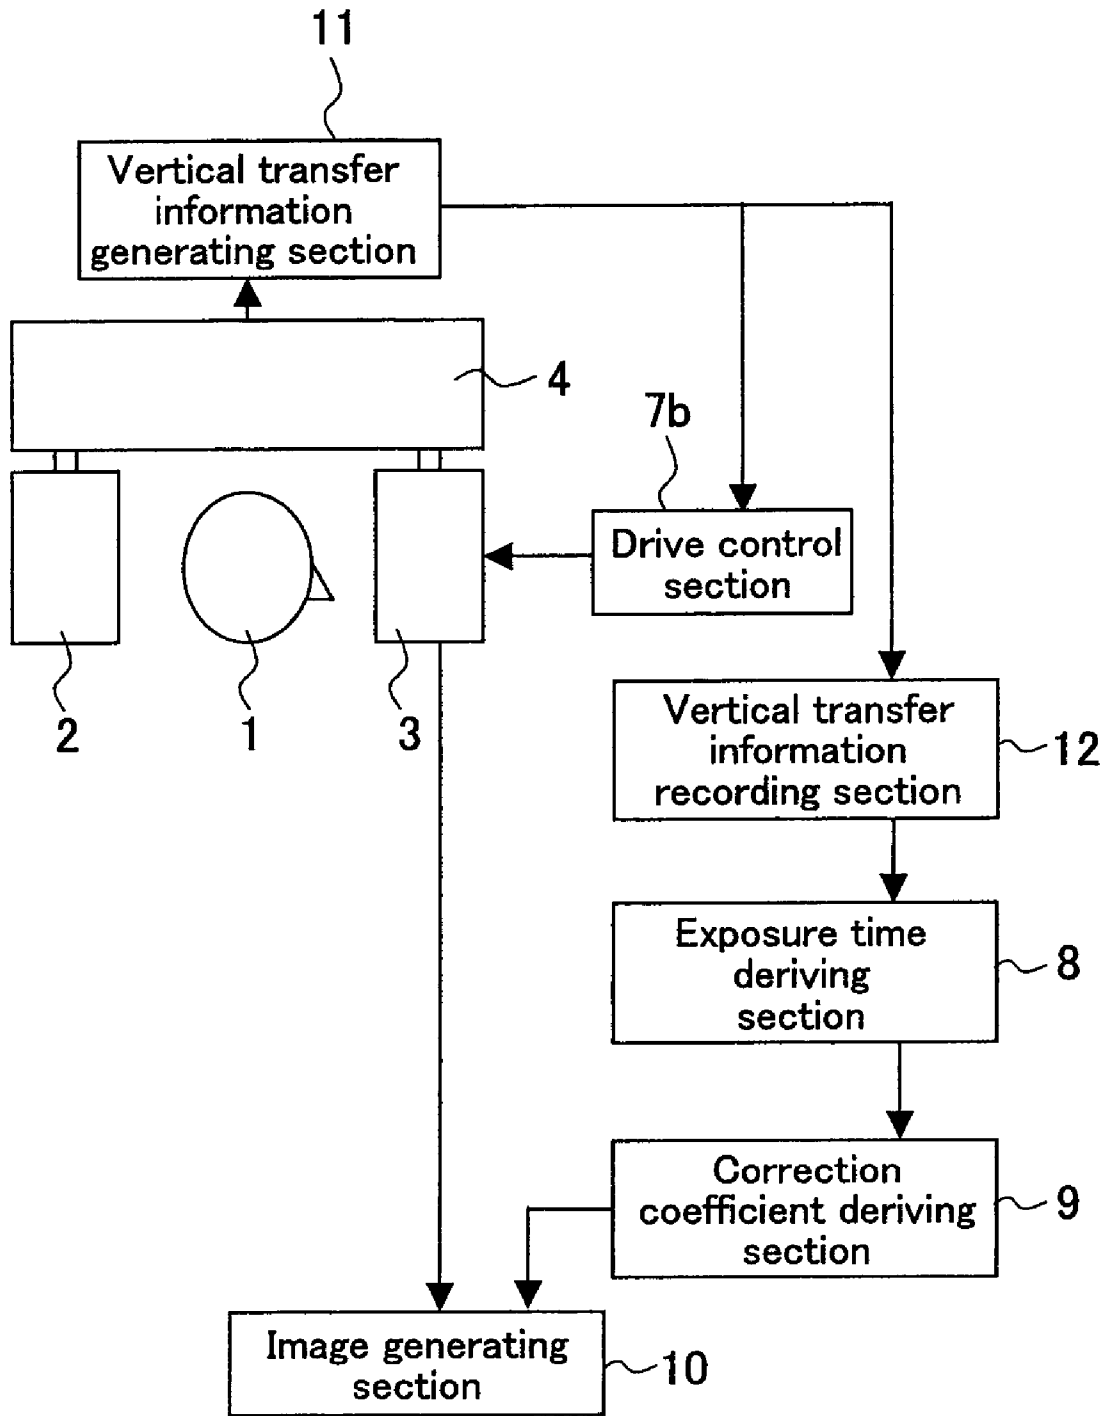 11
Vertical transfer
information
generating section
4
7b
Drive control
section
2
1
3
Vertical transfer
information
recording section
12
Exposure time
deriving
section
8
Correction
coefficient deriving
section
9
Image generating
section
10